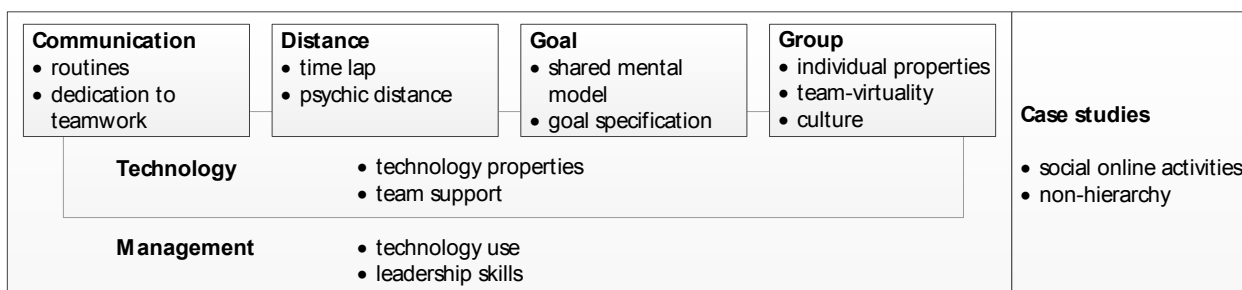 Communication
• routines
• dedication to
teamwork
Distance
• time lap
• psychic distance
Goal
• shared mental
model
• goal specification
Group
• individual properties
• team-virtuality
• culture
Technology
• technology properties
• team support
Management
• technology use
• leadership skills
Case studies
• social online activities
• non-hierarchy